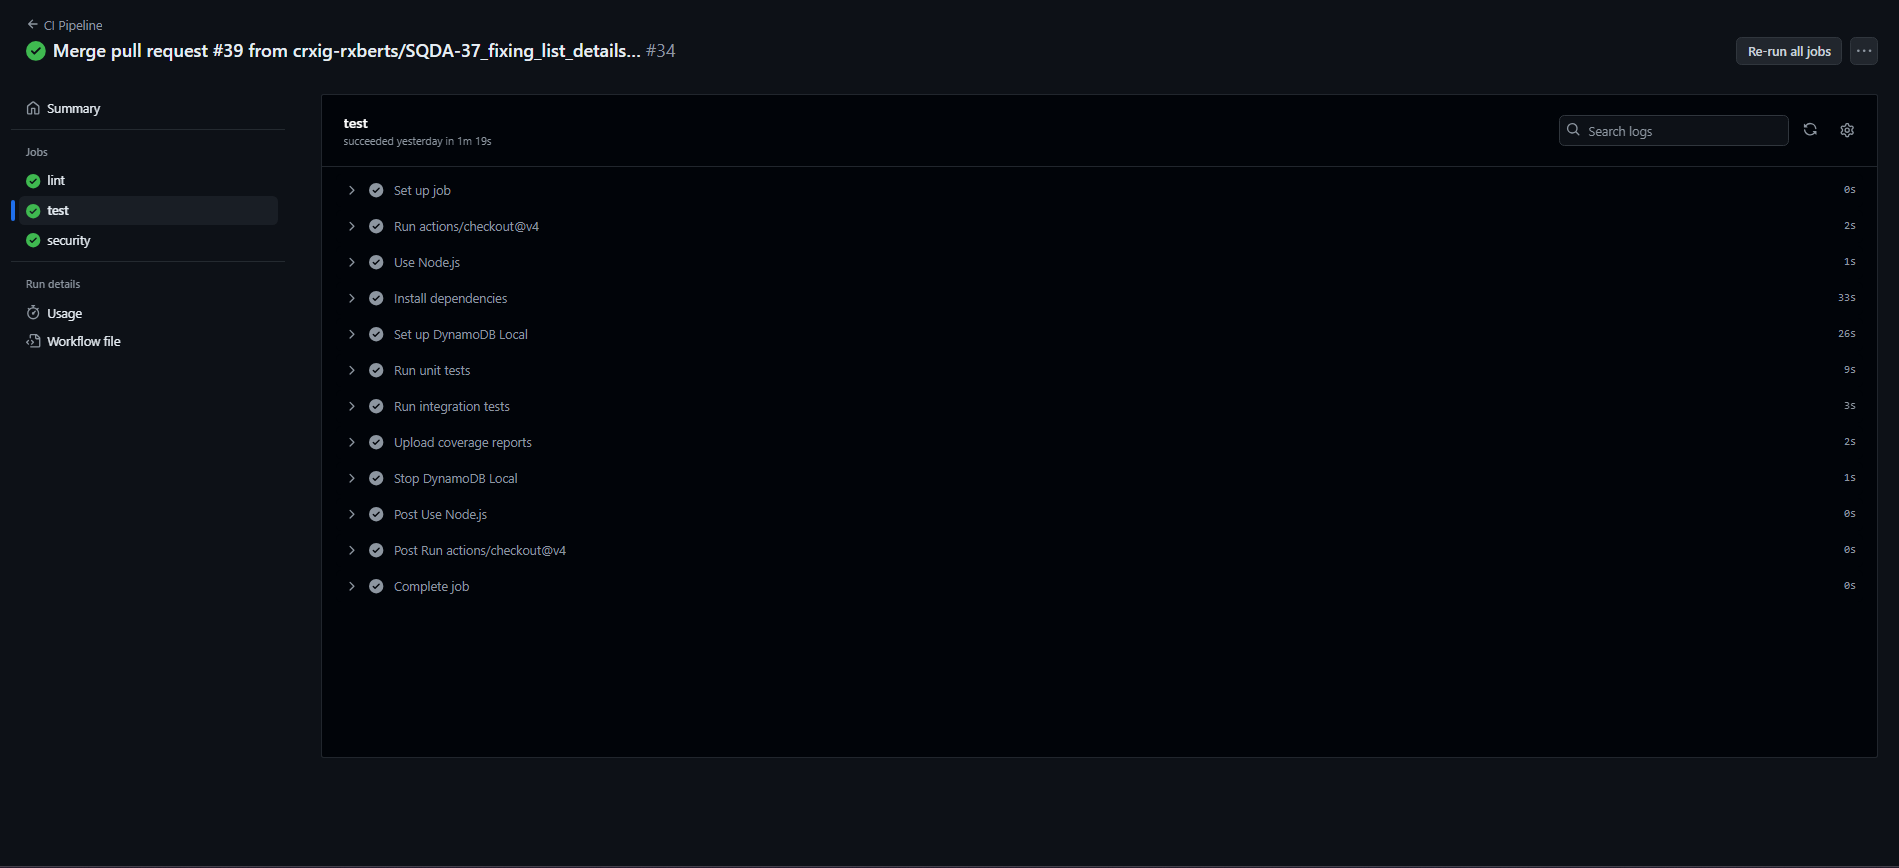 CI Pipeline
Merge pull request #39 from crxig-rxberts/SQDA-37_fixing_list_details... #34
Re-run all jobs
Summary
Jobs
lint
test
security
Run details
Usage
Workflow file
test
succeeded yesterday in 1m 19s
Search logs
Set up job 0s
Run actions/checkout@v4 2s
Use Node.js 1s
Install dependencies 33s
Set up DynamoDB Local 26s
Run unit tests 9s
Run integration tests 3s
Upload coverage reports 2s
Stop DynamoDB Local 1s
Post Use Node.js 0s
Post Run actions/checkout@v4 0s
Complete job 0s